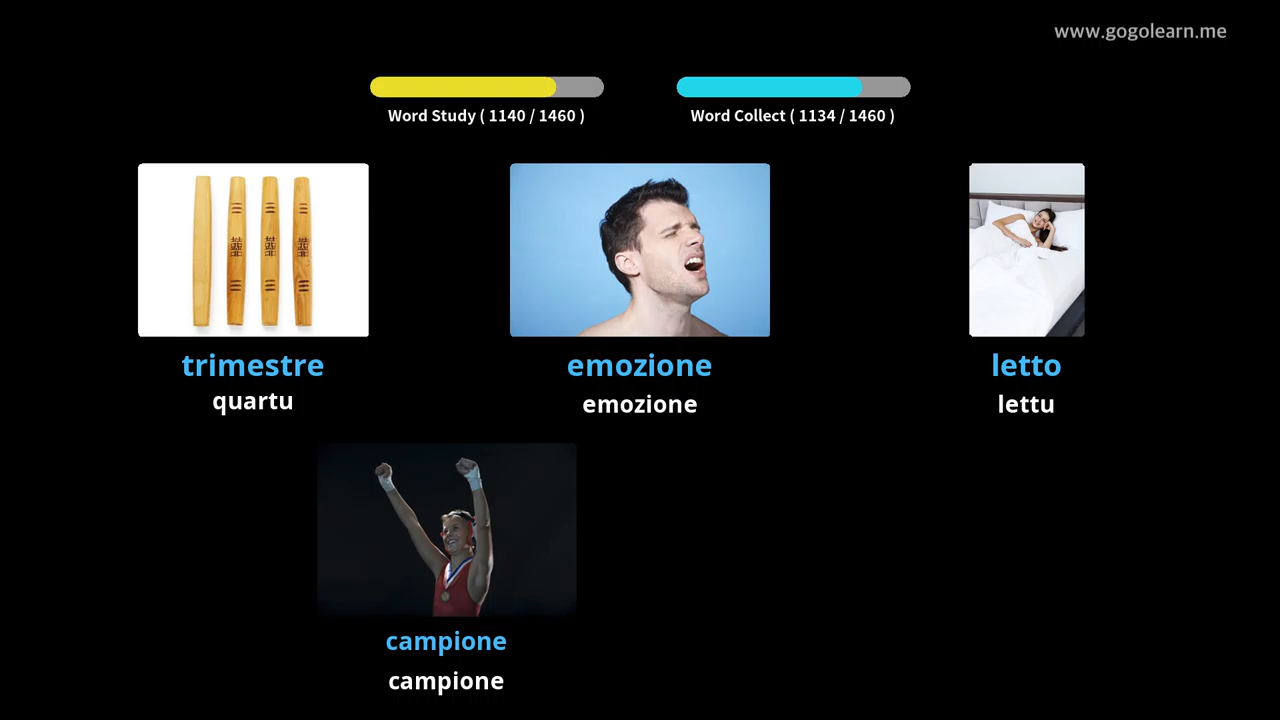 www.gogolearn.me
Word Study ( 1140 / 1460 )
Word Collect ( 1134 / 1460 )
trimestre
quartu
emozione
emozione
letto
lettu
campione
campione